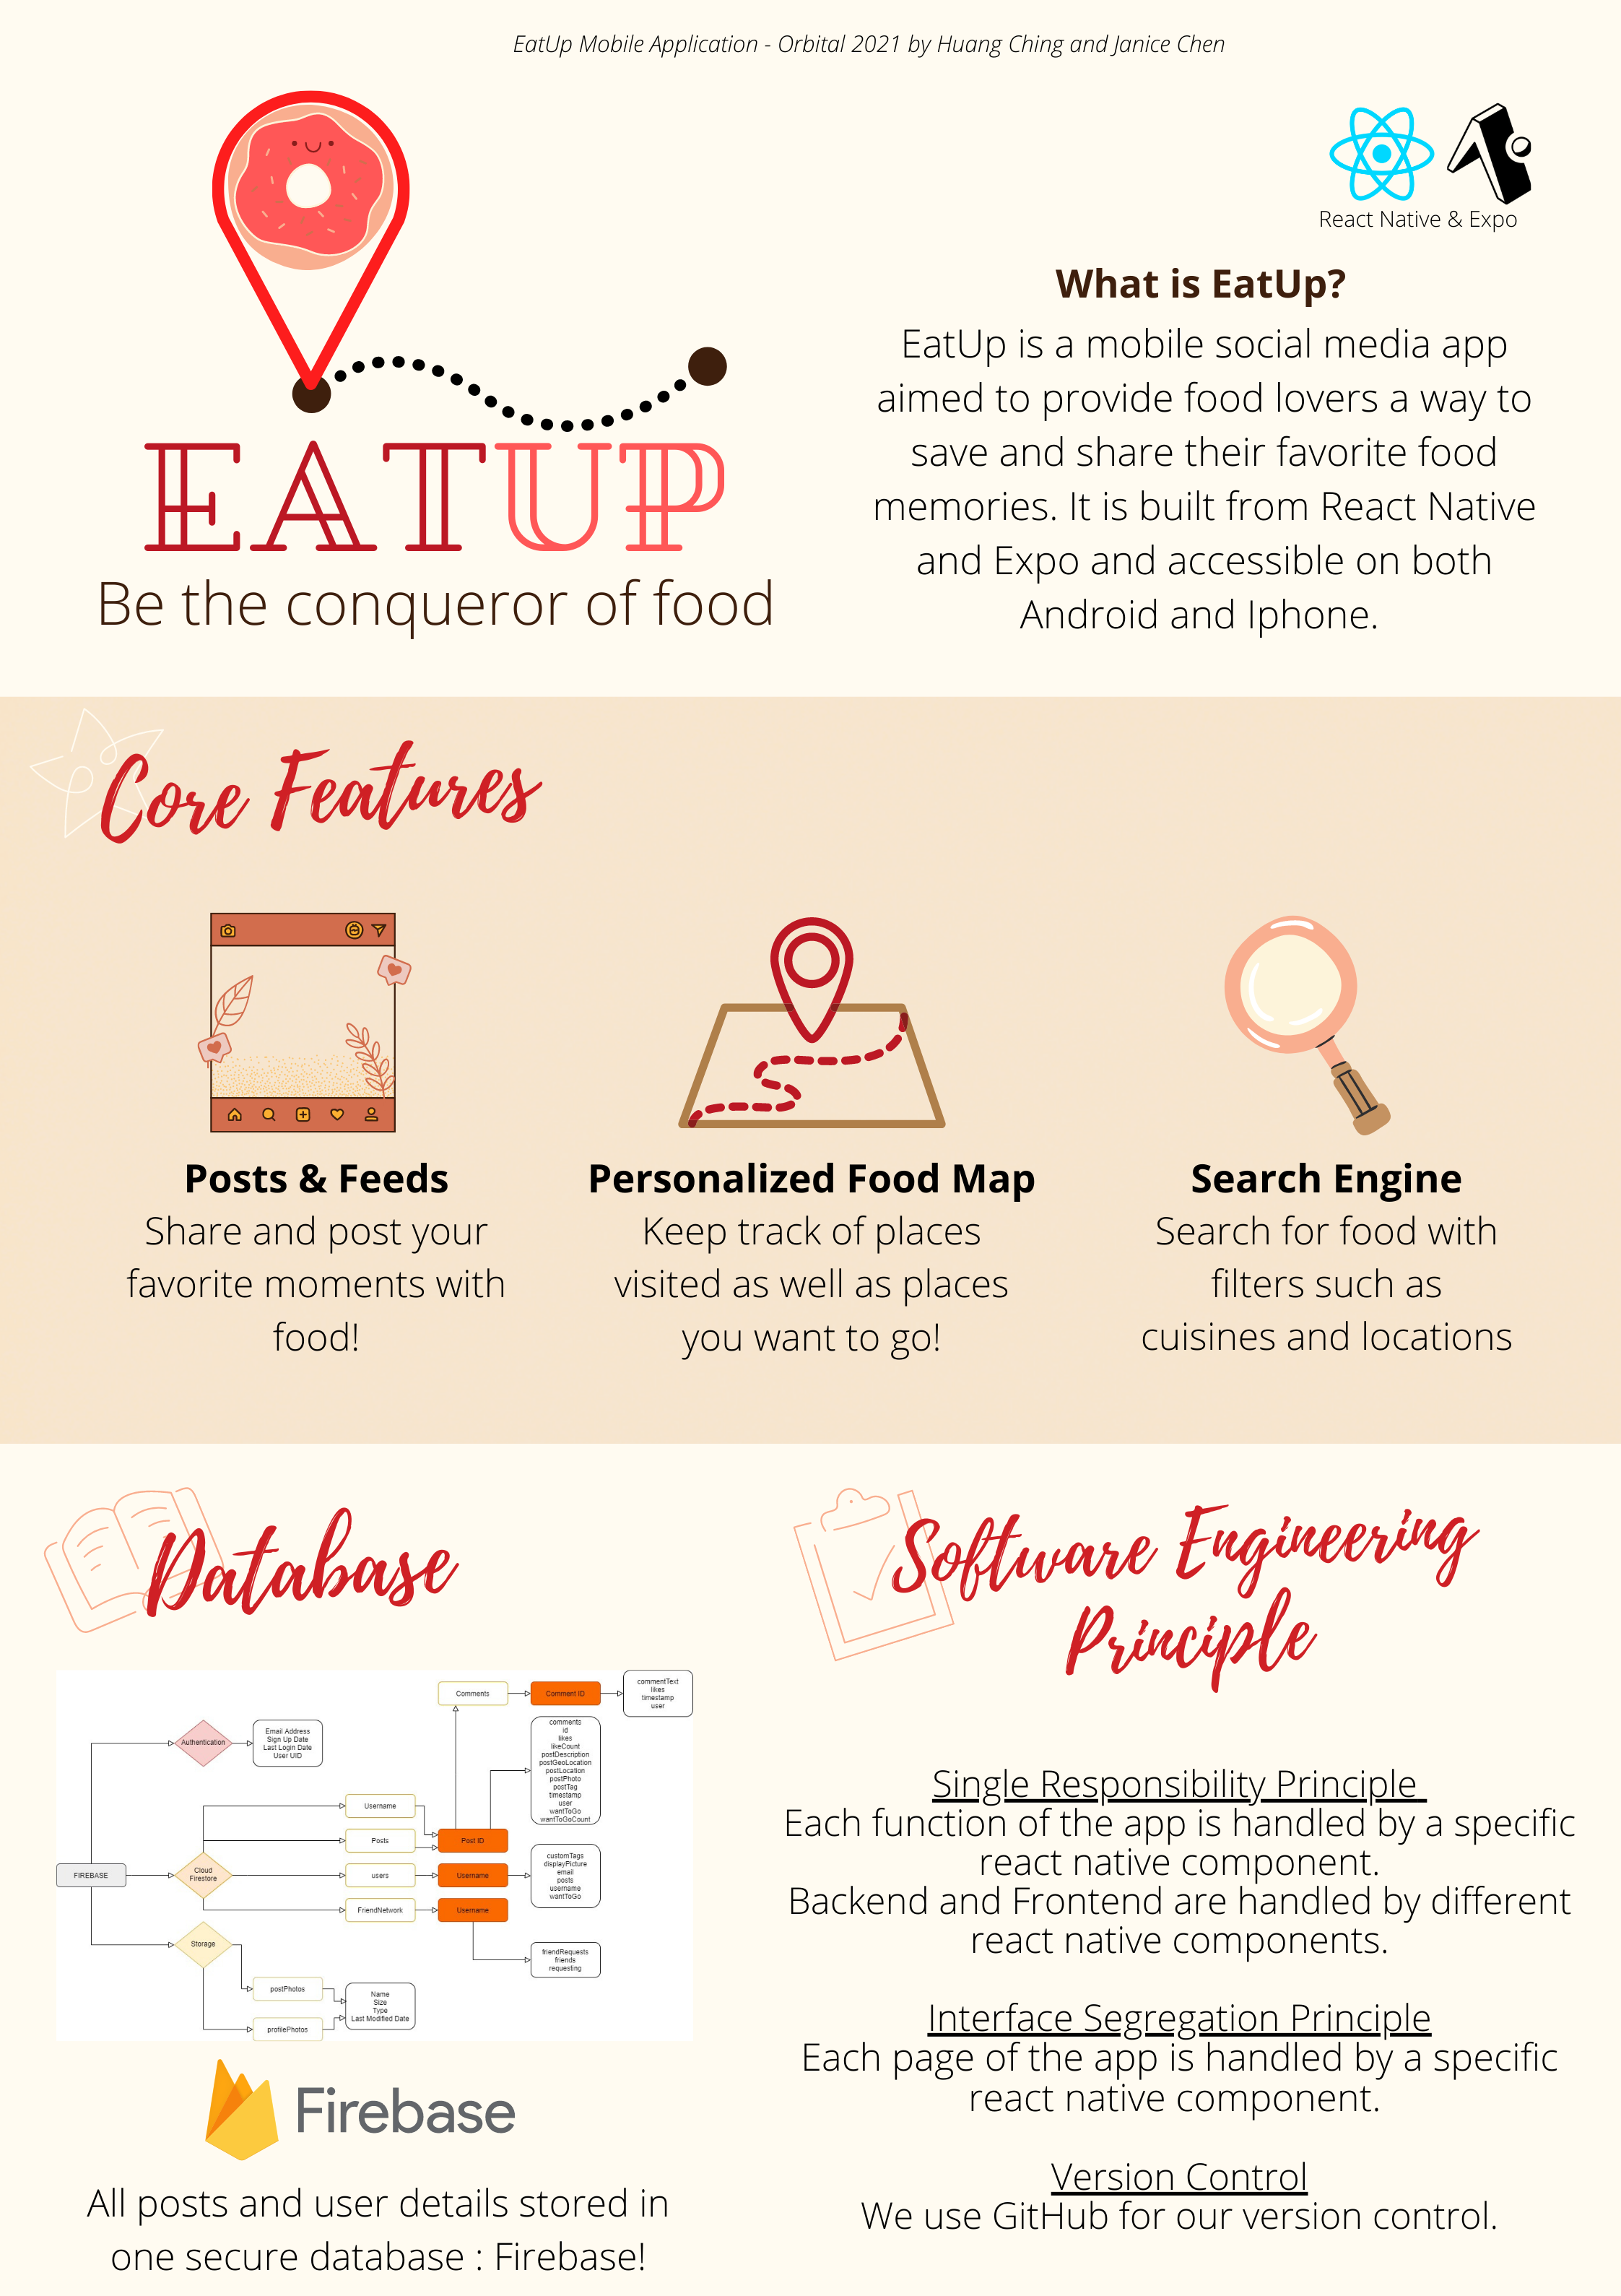 EatUp Mobile Application - Orbital 2021 by Huang Ching and Janice Chen
React Native & Expo
EATUP
Be the conqueror of food
What is EatUp?
EatUp is a mobile social media app
aimed to provide food lovers a way to
save and share their favorite food
memories. It is built from React Native
and Expo and accessible on both
Android and Iphone.
Core Features
Posts & Feeds
Share and post your
favorite moments with
food!
Personalized Food Map
Keep track of places
visited as well as places
you want to go!
Search Engine
Search for food with
filters such as
cuisines and locations
Database
FIREBASE
Authentication
Email Address
Sign Up Date
Last Login Date
User UID
Cloud
Firestore
Username
Posts
users
FriendNetwork
Post ID
Username
Username
Comments
Comment ID
commentText
likes
timestamp
user
comments
id
likes
likeCount
postDescription
postGeoLocation
postLocation
postPhoto
postTag
timestamp
user
wantToGo
wantToGoCount
customTags
displayPicture
email
posts
username
wantToGo
friendRequests
friends
requesting
Storage
postPhotos
profilePhotos
Name
Size
Type
Last Modified Date
Firebase
All posts and user details stored in
one secure database : Firebase!
Software Engineering
Principle
Single Responsibility Principle
Each function of the app is handled by a specific
react native component.
Backend and Frontend are handled by different
react native components.
Interface Segregation Principle
Each page of the app is handled by a specific
react native component.
Version Control
We use GitHub for our version control.